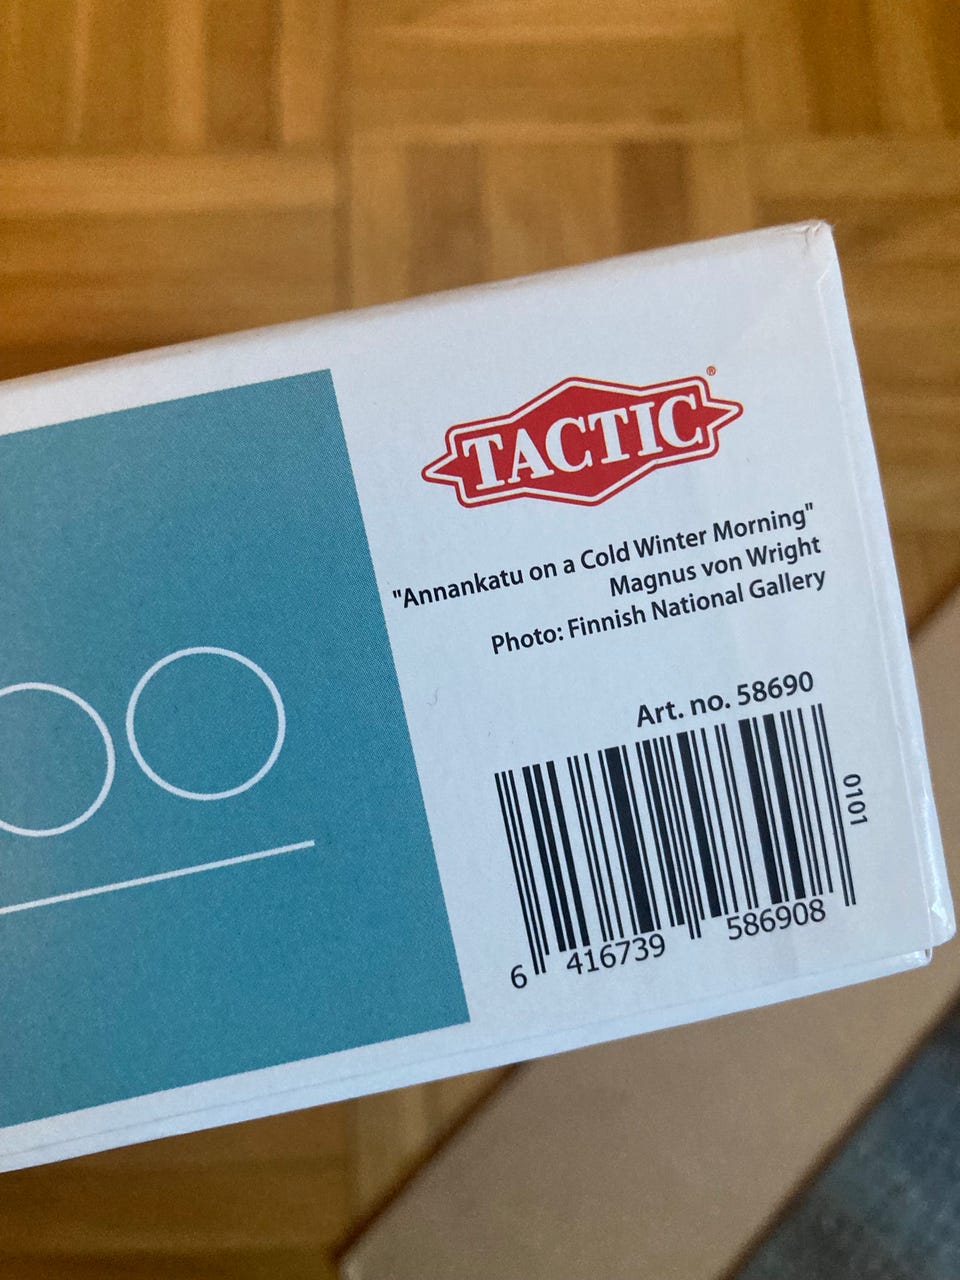 TACTIC®
"Annankatu on a Cold Winter Morning"
Magnus von Wright
Photo: Finnish National Gallery
Art. no. 58690
0101
6 416739 586908
00